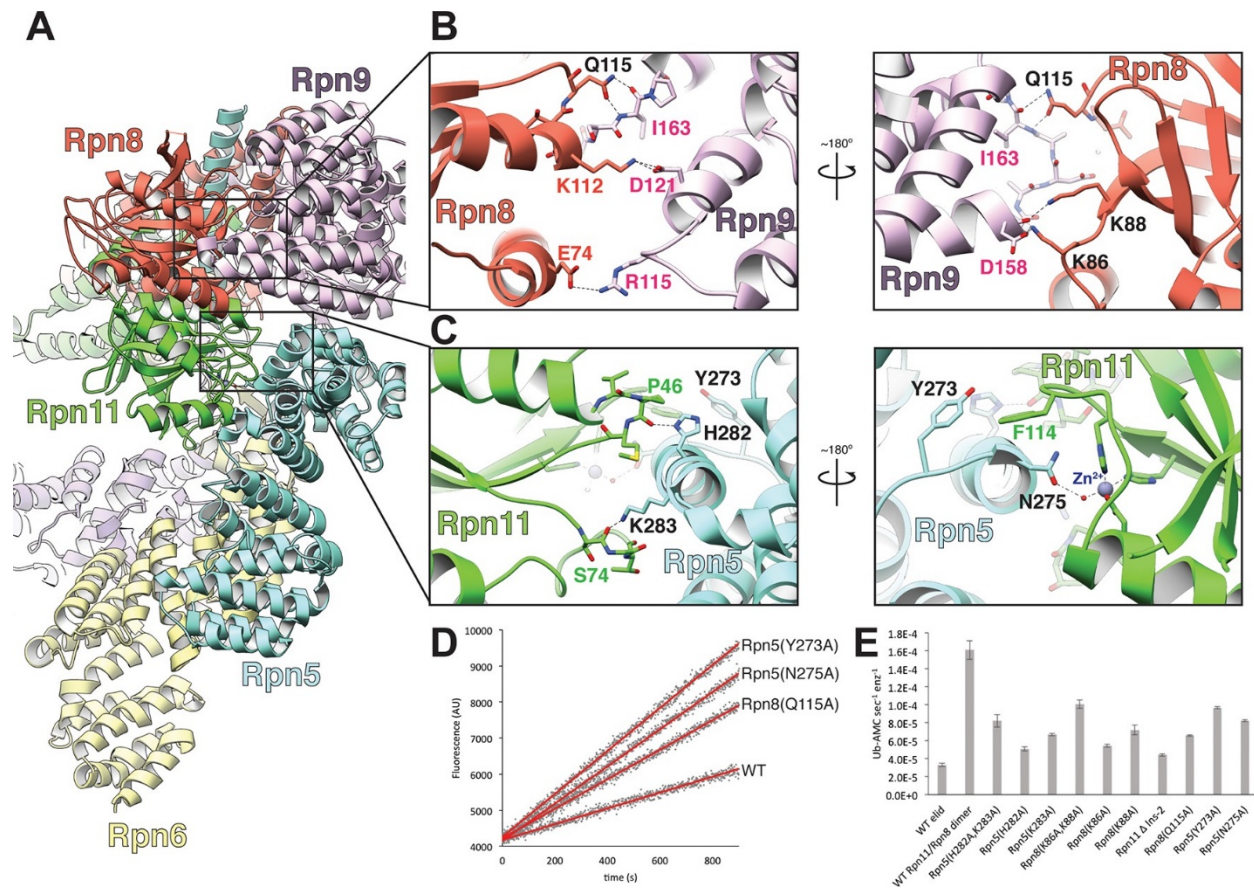 A
Rpn9
Rpn8
Rpn11
Rpn5
Rpn6
B
Q115
I163
K112
D121
Rpn8
Rpn9
E74
R115
~180°
Q115
Rpn8
I163
K88
Rpn9
D158
K86
C
P46
Y273
H282
Rpn11
K283
Rpn5
S74
~180°
Rpn11
Y273
F114
Zn²⁺
N275
Rpn5
D
10000
9000
8000
7000
6000
5000
4000
Fluorescence (AU)
0
200
400
600
800
time (s)
Rpn5(Y273A)
Rpn5(N275A)
Rpn8(Q115A)
WT
E
1.8E-4
1.6E-4
1.4E-4
1.2E-4
1.0E-4
8.0E-5
6.0E-5
4.0E-5
2.0E-5
0.0E+0
Ub-AMC sec⁻¹ enz⁻¹
WT elid
WT Rpn11/Rpn8 dimer
Rpn5(H282A,K283A)
Rpn5(H282A)
Rpn5(K283A)
Rpn8(K86A,K88A)
Rpn8(K86A)
Rpn8(K88A)
Rpn11 Δ Ins-2
Rpn8(Q115A)
Rpn5(Y273A)
Rpn5(N275A)